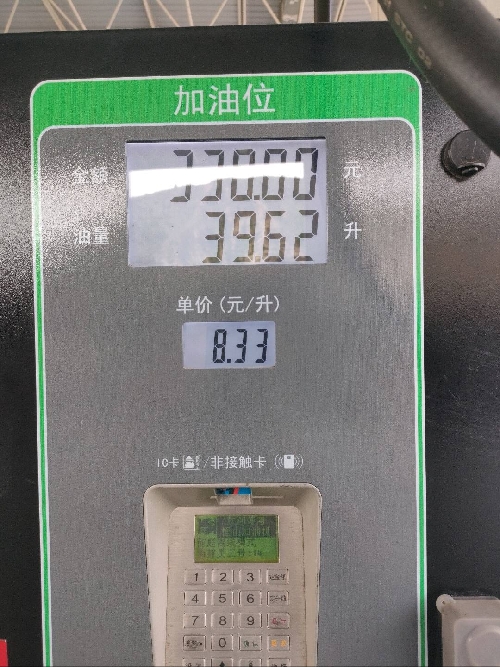 加油位
金额 330.00 元
油量 39.62 升
单价(元/升)
8.33
IC卡 /非接触卡
1 2 3
4 5 6
7 8 9
0